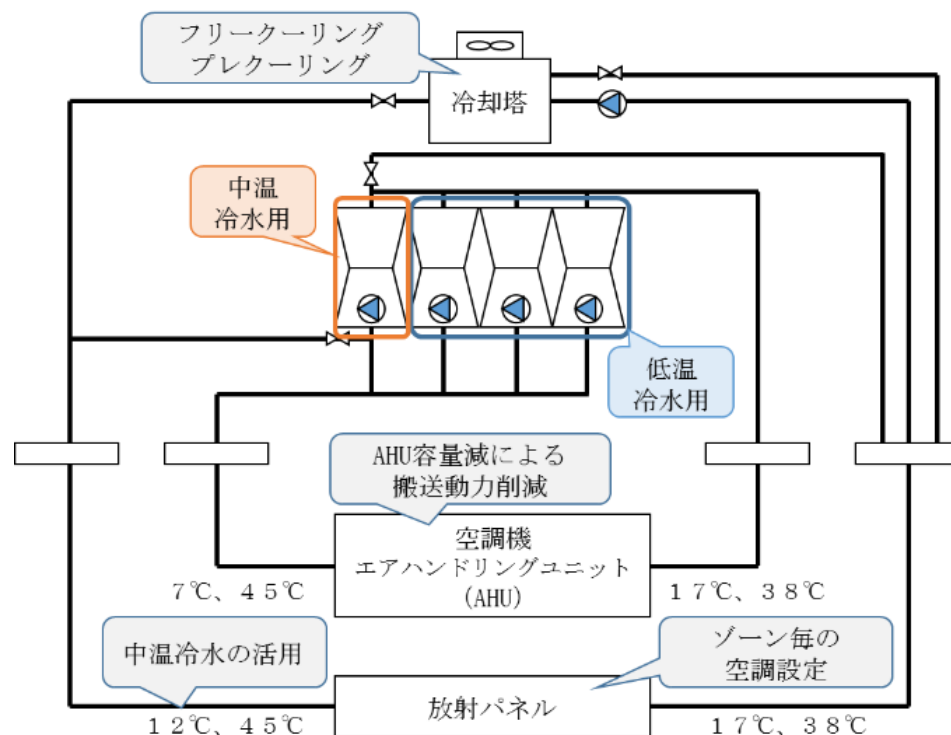 フリークーリング
プレクーリング
冷却塔
中温
冷水用
低温
冷水用
AHU容量減による
搬送動力削減
空調機
エアハンドリングユニット
(AHU)
7℃、45℃
17℃、38℃
中温冷水の活用
ゾーン毎の
空調設定
放射パネル
12℃、45℃
17℃、38℃